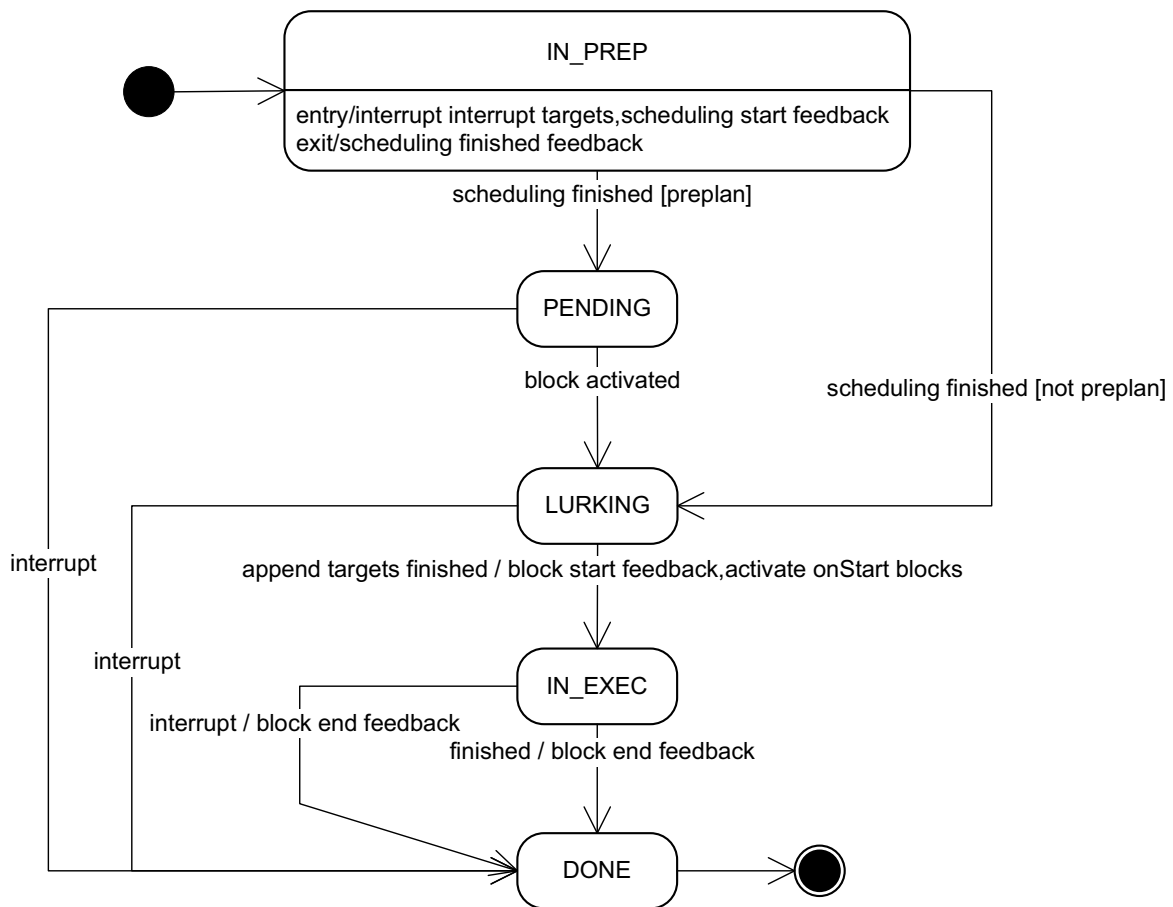 IN_PREP
entry/interrupt interrupt targets,scheduling start feedback
exit/scheduling finished feedback
scheduling finished [preplan]
PENDING
block activated
scheduling finished [not preplan]
LURKING
interrupt
append targets finished / block start feedback,activate onStart blocks
interrupt
IN_EXEC
interrupt / block end feedback
finished / block end feedback
DONE